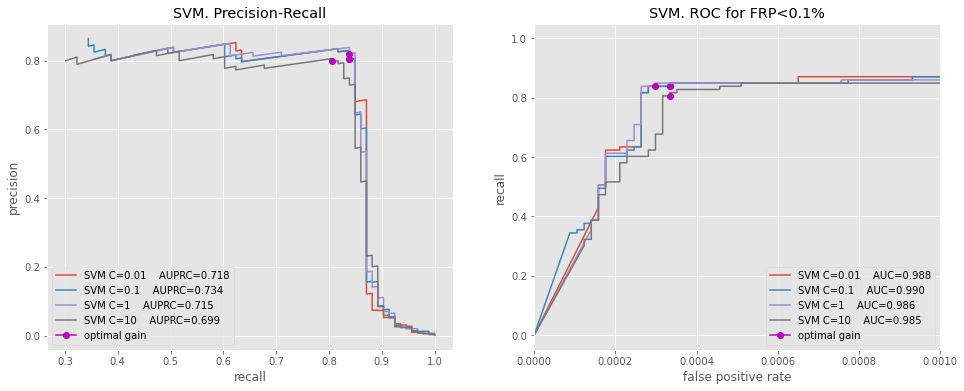 SVM. Precision-Recall
precision
0.8
0.6
0.4
0.2
0.0
SVM C=0.01 AUPRC=0.718
SVM C=0.1 AUPRC=0.734
SVM C=1 AUPRC=0.715
SVM C=10 AUPRC=0.699
optimal gain
0.3 0.4 0.5 0.6 0.7 0.8 0.9 1.0
recall
SVM. ROC for FRP<0.1%
recall
1.0
0.8
0.6
0.4
0.2
0.0
SVM C=0.01 AUC=0.988
SVM C=0.1 AUC=0.990
SVM C=1 AUC=0.986
SVM C=10 AUC=0.985
optimal gain
0.0000 0.0002 0.0004 0.0006 0.0008 0.0010
false positive rate